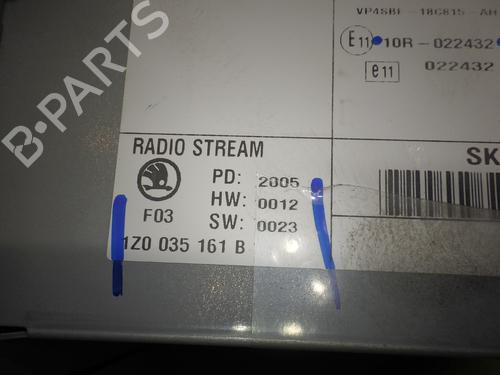 VP4SBF-18C815-AH
E11 10R-022432
e11 022432
RADIO STREAM
SK
PD: 2005
HW: 0012
F03
SW: 0023
1Z0 035 161 B
B-PARTS